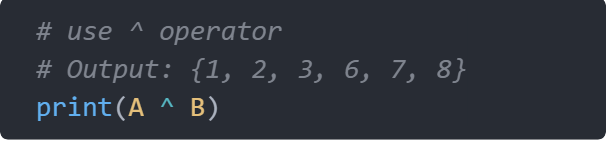 # use ^ operator
# Output: {1, 2, 3, 6, 7, 8}
print(A ^ B)